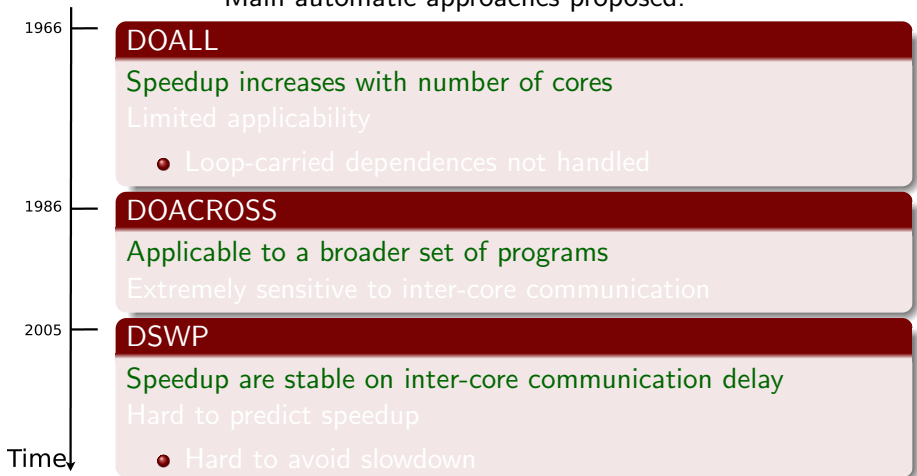 Main automatic approaches proposed:
1966
DOALL
Speedup increases with number of cores
Limited applicability
Loop-carried dependences not handled
1986
DOACROSS
Applicable to a broader set of programs
Extremely sensitive to inter-core communication
2005
DSWP
Speedup are stable on inter-core communication delay
Hard to predict speedup
Hard to avoid slowdown
Time